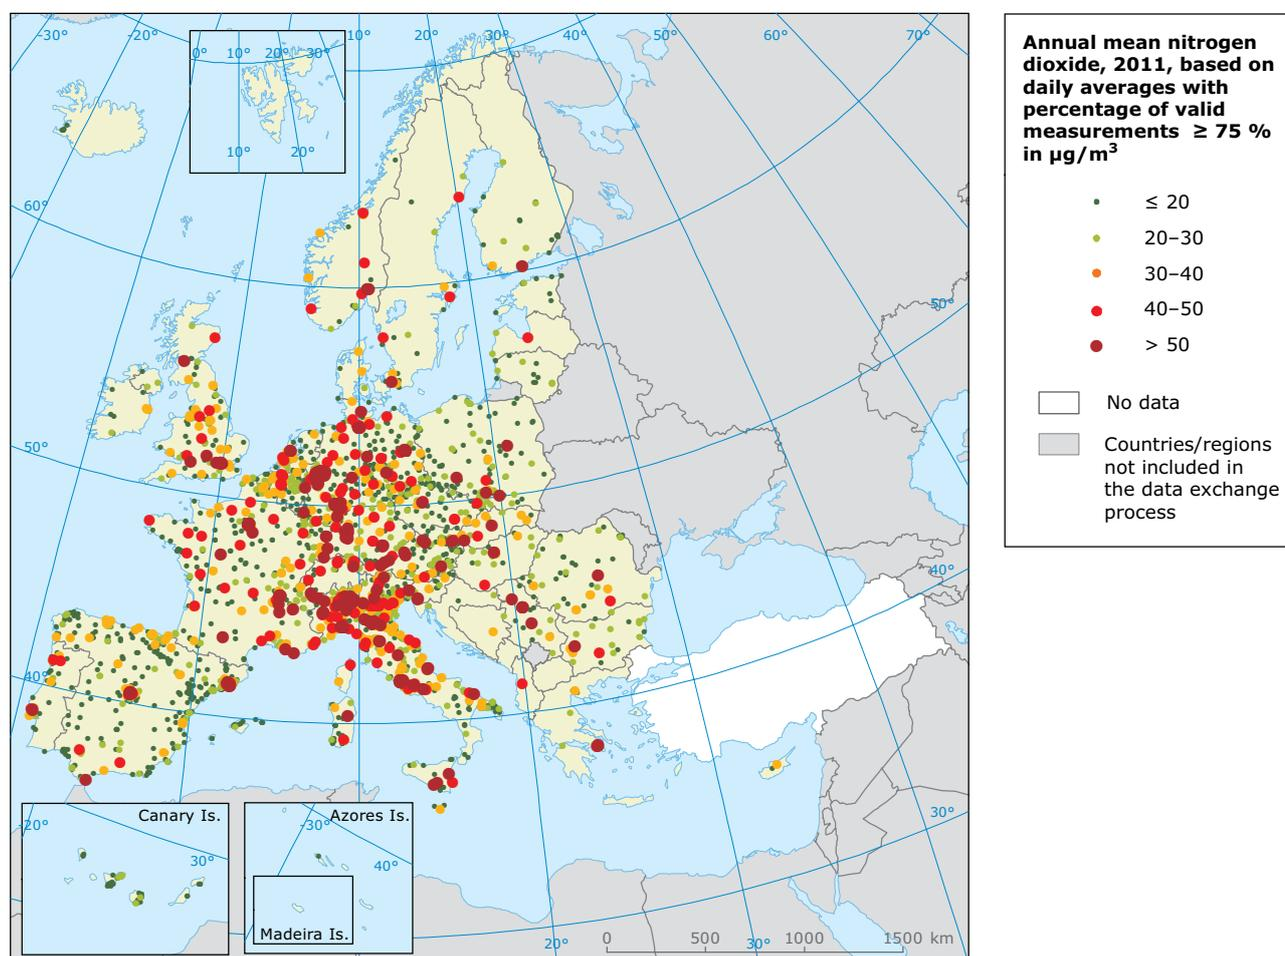 -30°
-20°
0°
10°
20°
30°
10°
20°
30°
40°
50°
60°
70°
60°
10°
20°
50°
50°
40°
40°
30°
Canary Is.
-20°
30°
Azores Is.
-30°
40°
Madeira Is.
20°
30°
0
500
1000
1500 km
Annual mean nitrogen
dioxide, 2011, based on
daily averages with
percentage of valid
measurements ≥ 75 %
in µg/m³
≤ 20
20–30
30–40
40–50
> 50
No data
Countries/regions
not included in
the data exchange
process